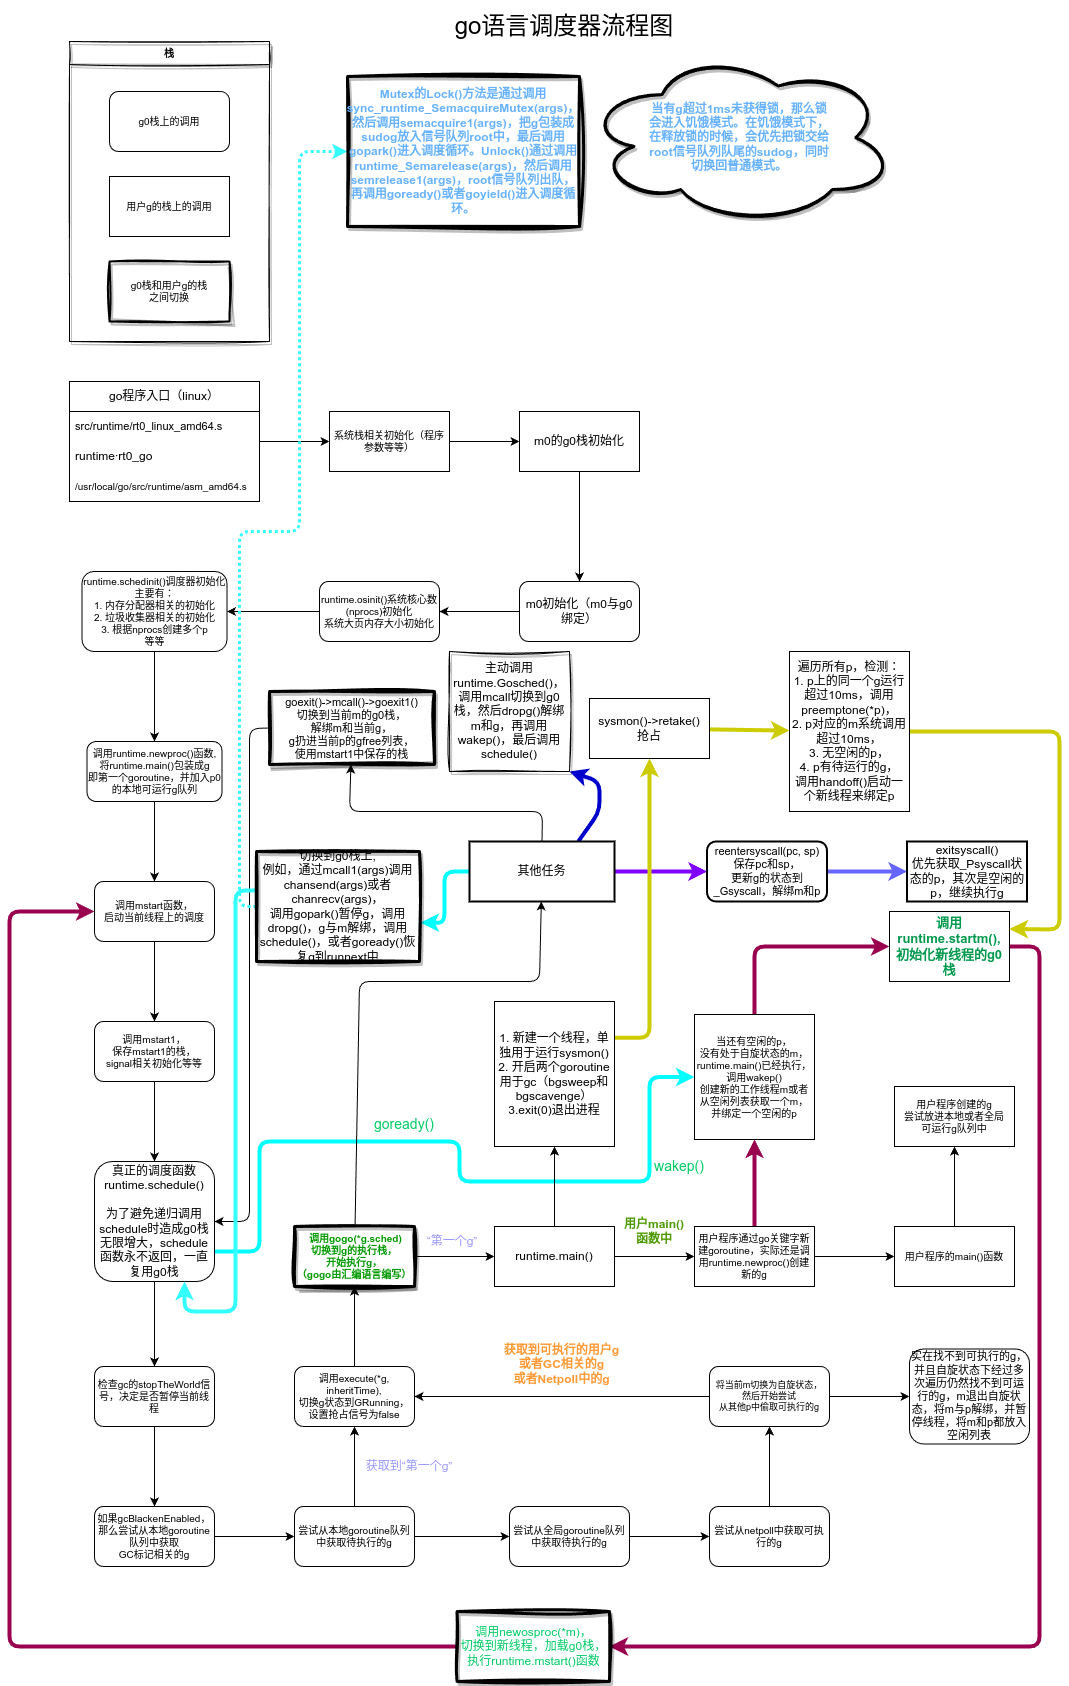 go语言调度器流程图
栈
g0栈上的调用
用户g的栈上的调用
g0栈和用户g的栈
之间切换
Mutex的Lock()方法是通过调用
sync_runtime_SemacquireMutex(args)，
然后调用semacquire1(args)，把g包装成
sudog放入信号队列root中，最后调用
gopark()进入调度循环。Unlock()通过调用
runtime_Semarelease(args)，然后调用
semrelease1(args)，root信号队列出队，
再调用goready()或者goyield()进入调度循
环。
当有g超过1ms未获得锁，那么锁
会进入饥饿模式。在饥饿模式下，
在释放锁的时候，会优先把锁交给
root信号队列队尾的sudog，同时
切换回普通模式。
go程序入口（linux）
src/runtime/rt0_linux_amd64.s
runtime·rt0_go
/usr/local/go/src/runtime/asm_amd64.s
系统栈相关初始化（程序
参数等等）
m0的g0栈初始化
runtime.schedinit()调度器初始化
主要有：
1. 内存分配器相关的初始化
2. 垃圾收集器相关的初始化
3. 根据nprocs创建多个p
等等
runtime.osinit()系统核心数
(nprocs)初始化
系统大页内存大小初始化
m0初始化（m0与g0
绑定）
goexit()->mcall()->goexit1()
切换到当前m的g0栈，
解绑m和当前g，
g扔进当前p的gfree列表，
使用mstart1中保存的栈
主动调用
runtime.Gosched()，
调用mcall切换到g0
栈，然后dropg()解绑
m和g，再调用
wakep()，最后调用
schedule()
sysmon()->retake()
抢占
遍历所有p，检测：
1. p上的同一个g运行
超过10ms，调用
preemptone(*p)，
2. p对应的m系统调用
超过10ms，
3. 无空闲的p，
4. p有待运行的g，
调用handoff()启动一
个新线程来绑定p
调用runtime.newproc()函数,
将runtime.main()包装成g
即第一个goroutine，并加入p0
的本地可运行g队列
切换到g0栈上,
例如，通过mcall1(args)调用
chansend(args)或者
chanrecv(args)，
调用gopark()暂停g，调用
dropg()，g与m解绑，调用
schedule()，或者goready()恢
复g到runnext中
其他任务
reentersyscall(pc, sp)
保存pc和sp，
更新g的状态到
_Gsyscall，解绑m和p
exitsyscall()
优先获取_Psyscall状
态的p，其次是空闲的
p，继续执行g
调用mstart函数，
启动当前线程上的调度
调用
runtime.startm(),
初始化新线程的g0
栈
调用mstart1，
保存mstart1的栈，
signal相关初始化等等
1. 新建一个线程，单
独用于运行sysmon()
2. 开启两个goroutine
用于gc（bgsweep和
bgscavenge）
3.exit(0)退出进程
当还有空闲的p，
没有处于自旋状态的m，
runtime.main()已经执行，
调用wakep()
创建新的工作线程m或者
从空闲列表获取一个m，
并绑定一个空闲的p
用户程序创建的g
尝试放进本地或者全局
可运行g队列中
goready()
wakep()
真正的调度函数
runtime.schedule()
为了避免递归调用
schedule时造成g0栈
无限增大，schedule
函数永不返回，一直
复用g0栈
调用gogo(*g.sched)
切换到g的执行栈，
开始执行g，
（gogo由汇编语言编写）
“第一个g”
runtime.main()
用户main()
函数中
用户程序通过go关键字新
建goroutine，实际还是调
用runtime.newproc()创建
新的g
用户程序的main()函数
检查gc的stopTheWorld信
号，决定是否暂停当前线
程
调用execute(*g,
inheritTime),
切换g状态到GRunning，
设置抢占信号为false
获取到可执行的用户g
或者GC相关的g
或者Netpoll中的g
将当前m切换为自旋状态，
然后开始尝试
从其他p中偷取可执行的g
实在找不到可执行的g，
并且自旋状态下经过多
次遍历仍然找不到可运
行的g，m退出自旋状
态，将m与p解绑，并暂
停线程，将m和p都放入
空闲列表
获取到“第一个g”
如果gcBlackenEnabled，
那么尝试从本地goroutine
队列中获取
GC标记相关的g
尝试从本地goroutine队列
中获取待执行的g
尝试从全局goroutine队列
中获取待执行的g
尝试从netpoll中获取可执
行的g
调用newosproc(*m)，
切换到新线程，加载g0栈，
执行runtime.mstart()函数